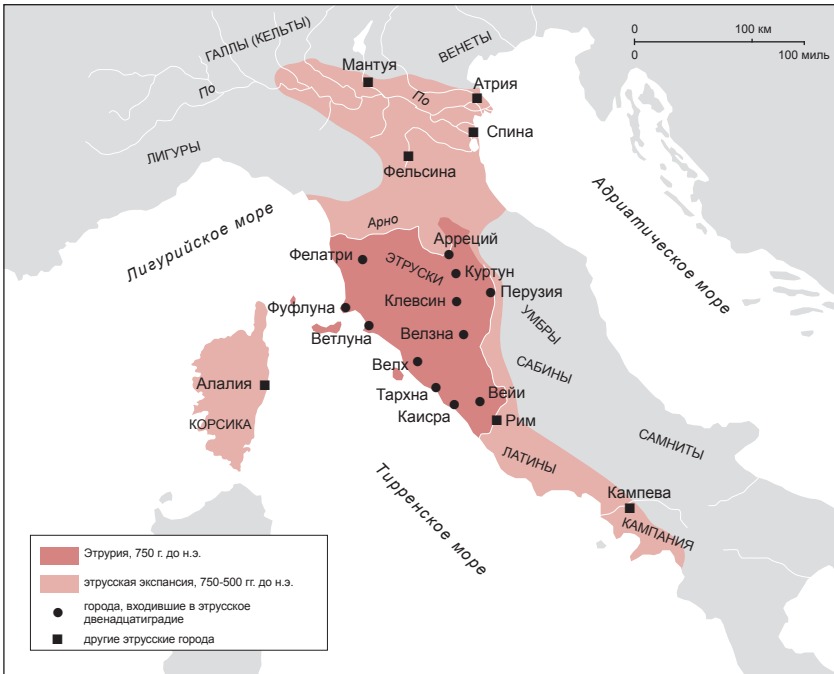 ГАЛЛЫ (КЕЛЬТЫ)
ВЕНЕТЫ
0 100 км
0 100 миль
Мантуя
По
По
Атрия
Спина
ЛИГУРЫ
Фельсина
Адриатическое море
Лигурийское море
Арно
Арреций
Фелатри
ЭТРУСКИ
Куртун
Клевсин
Перузия
Фуфлуна
УМБРЫ
Ветлуна
Велзна
САБИНЫ
Велх
Алалия
Тархна
Вейи
КОРСИКА
Каисра
Рим
САМНИТЫ
ЛАТИНЫ
Тирренское море
Кампева
КАМПАНИЯ
Этрурия, 750 г. до н.э.
этрусская экспансия, 750-500 гг. до н.э.
города, входившие в этрусское
двенадцатиградие
другие этрусские города